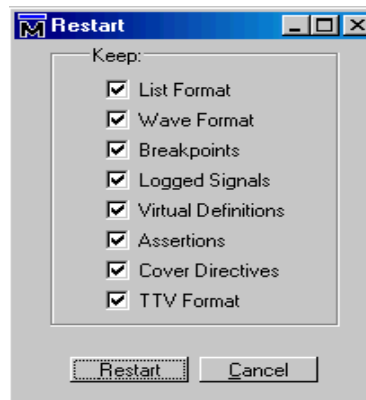 Restart
Keep:
List Format
Wave Format
Breakpoints
Logged Signals
Virtual Definitions
Assertions
Cover Directives
TTV Format
Restart Cancel